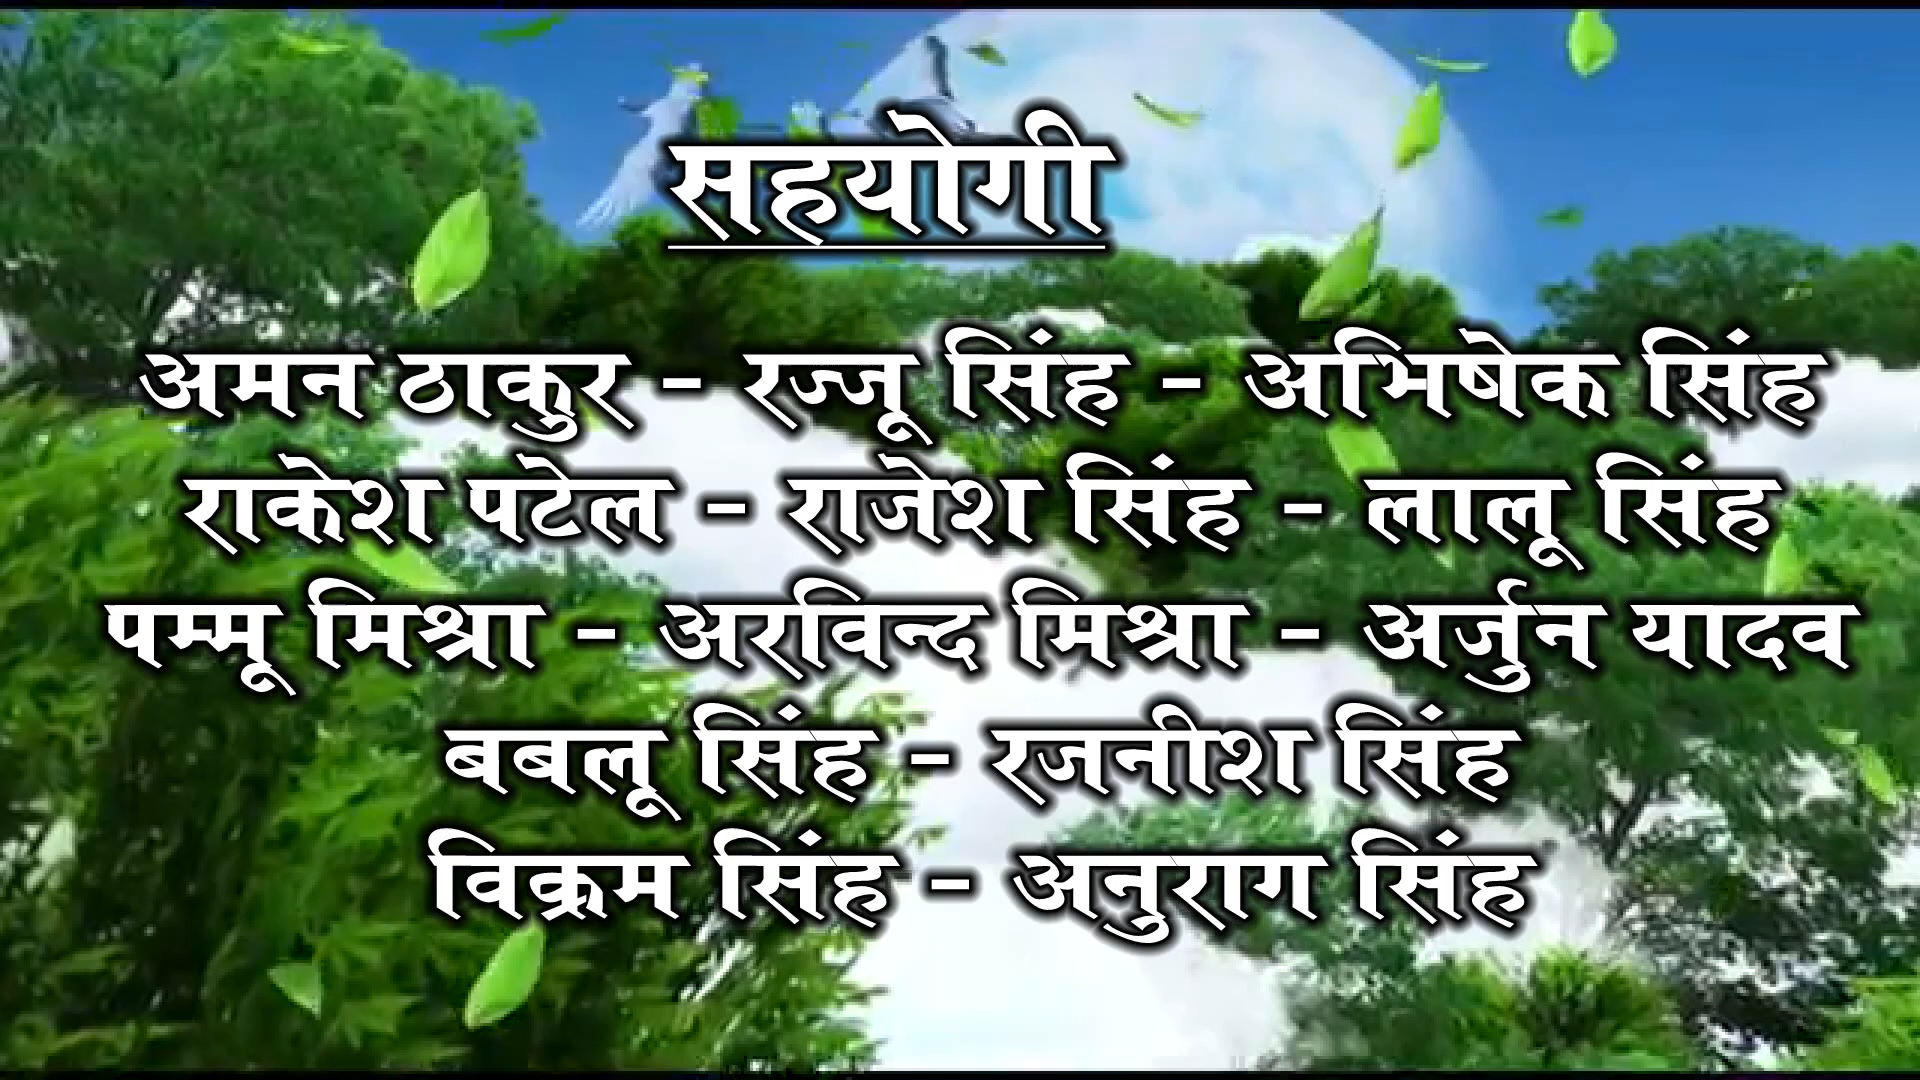 सहयोगी
अमन ठाकुर - रज्जू सिंह - अभिषेक सिंह
राकेश पटेल - राजेश सिंह - लालू सिंह
पम्मू मिश्रा - अरविन्द मिश्रा - अर्जुन यादव
बबलू सिंह - रजनीश सिंह
विक्रम सिंह - अनुराग सिंह